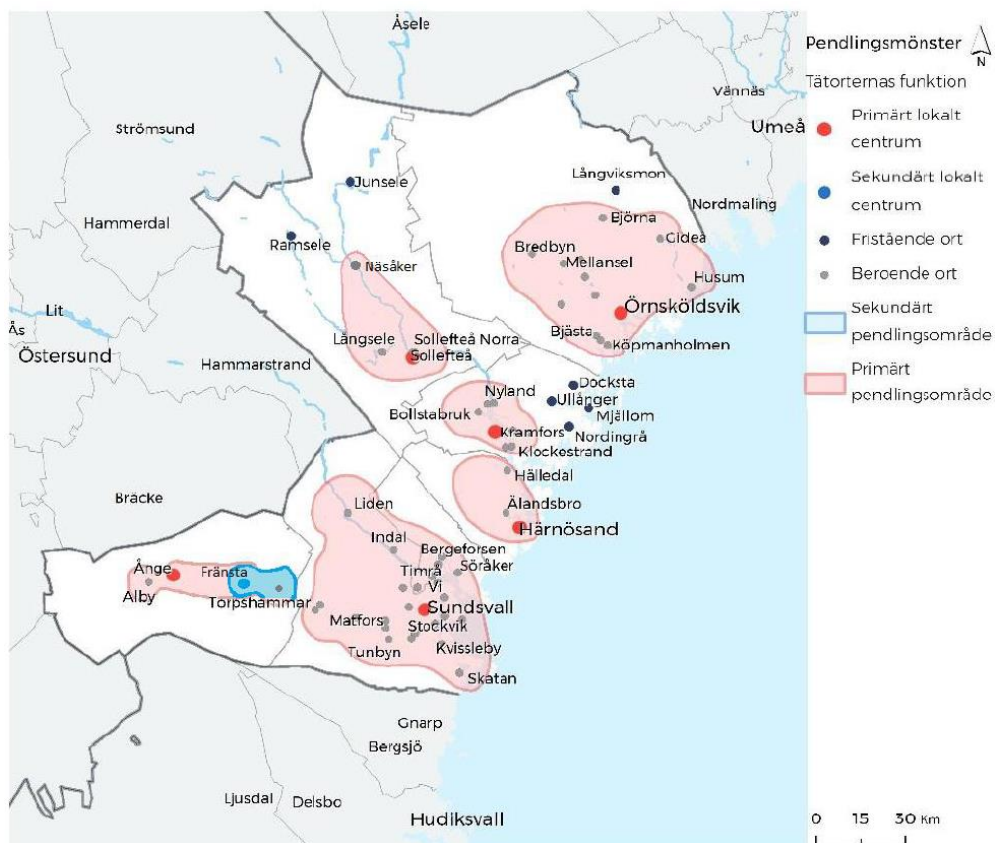 Åsele
Pendlingsmönster
N
Tätorternas funktion
Vännäs
Umeå
Primärt lokalt
centrum
Strömsund
Sekundärt lokalt
centrum
Långviksmon
Junsele
Nordmaling
Hammerdal
Björna
Fristående ort
Ramsele
Gidea
Bredbyn
Mellansel
Näsåker
Husum
Beroende ort
Lit
Örnsköldsvik
Sekundärt
pendlingsområde
Ås
Östersund
Långsele
Sollefteå Norra
Sollefteå
Bjästa
Köpmanholmen
Hammarstrand
Primärt
pendlingsområde
Docksta
Nyland
Ullånger
Bollstabruk
Mjällom
Kramfors
Nordingrå
Klockestrand
Hälledal
Bräcke
Liden
Älandsbro
Härnösand
Indal
Bergeforsen
Söråker
Ånge
Fränsta
Timrå
Vi
Alby
Torpshammar
Sundsvall
Matfors
Stockvik
Tunbyn
Kvissleby
Skatan
Gnarp
Bergsjö
Ljusdal
Delsbo
Hudiksvall
0 15 30 Km